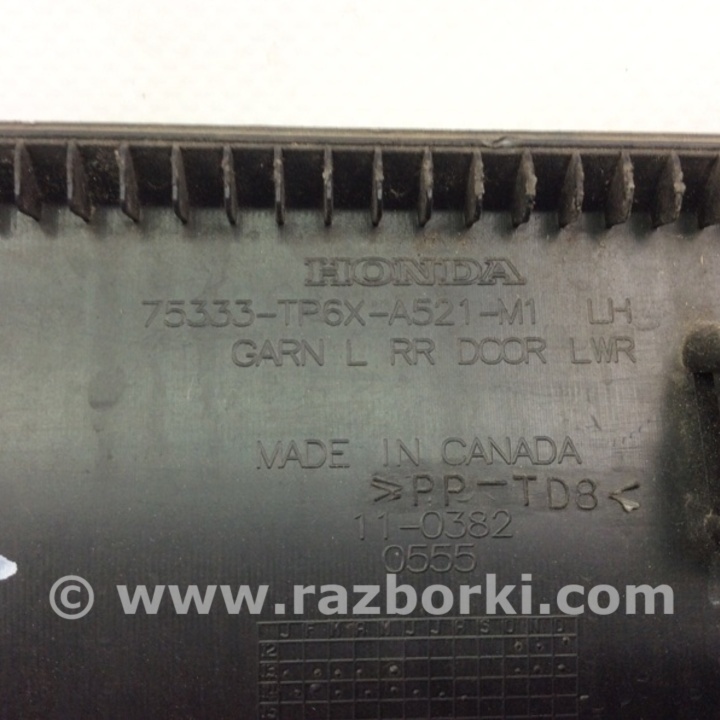 HONDA
75333-TP6X-A521-M1 LH
GARN L RR DOOR LWR
MADE IN CANADA
>PP-TD8<
11-0382
0555
© www.razborki.com
J F M A M J J A S O N D